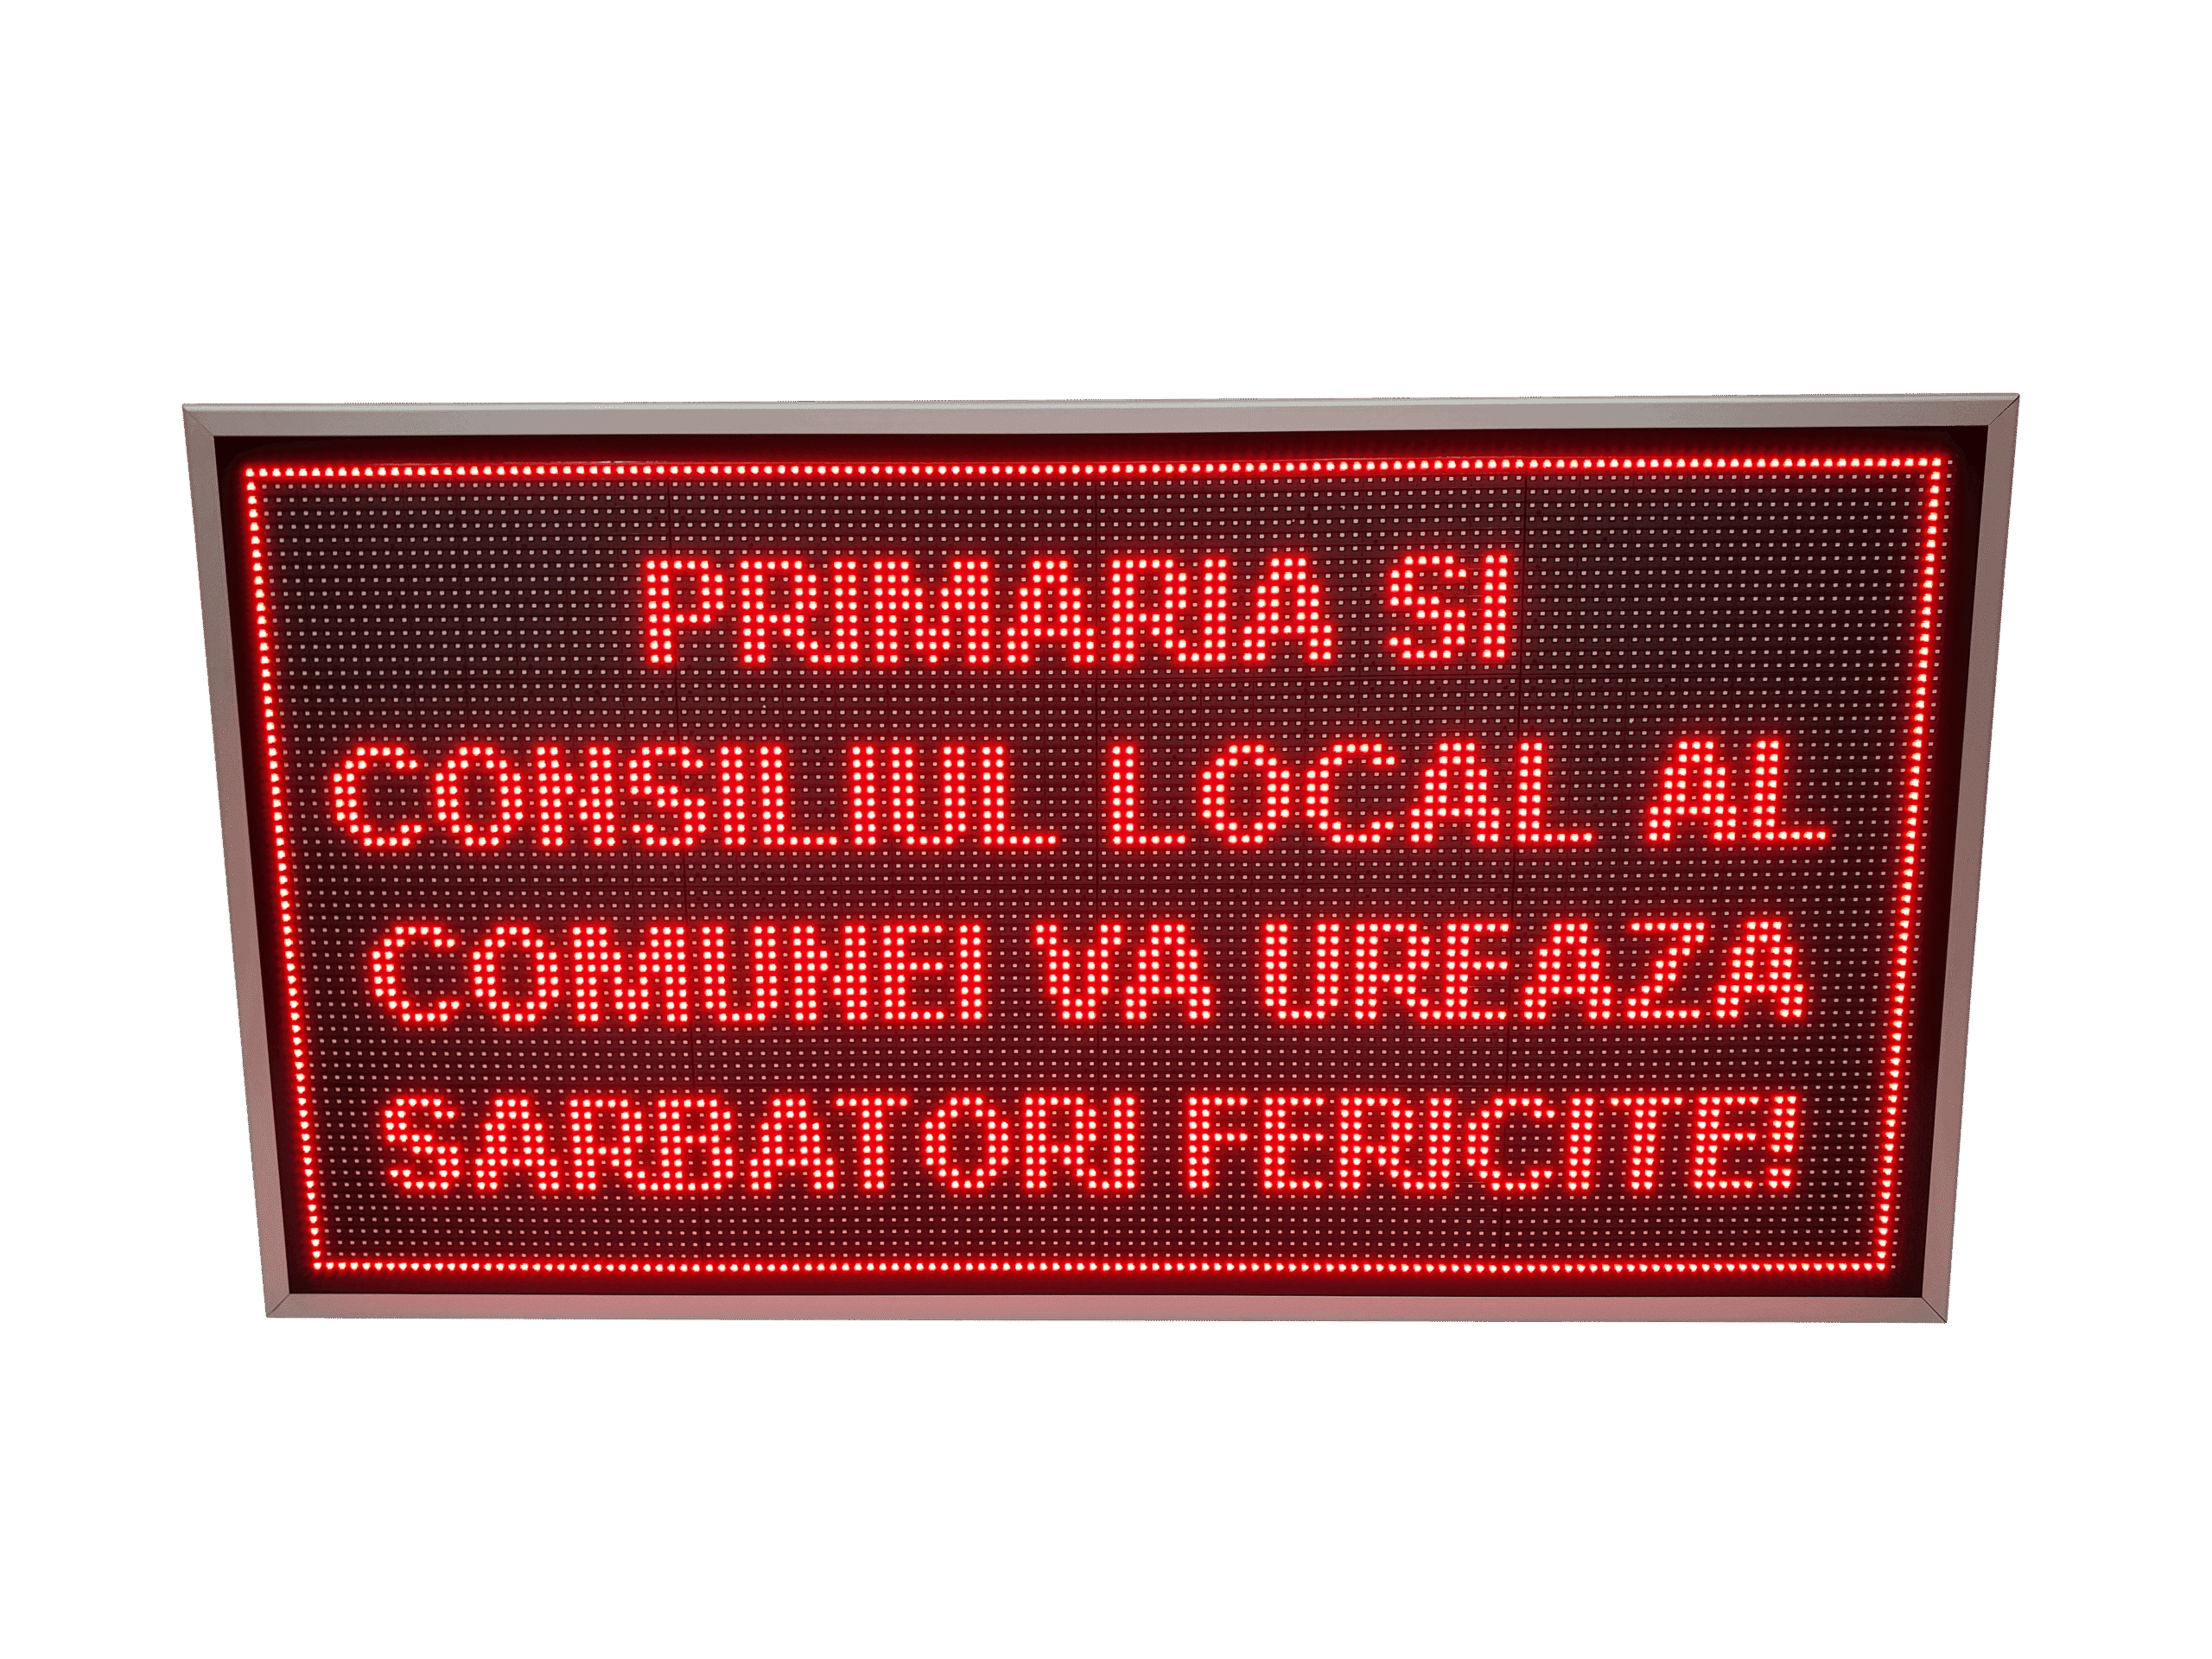 PRIMARIA SI
CONSILIUL LOCAL AL
COMUNEI VA UREAZA
SARBATORI FERICITE!